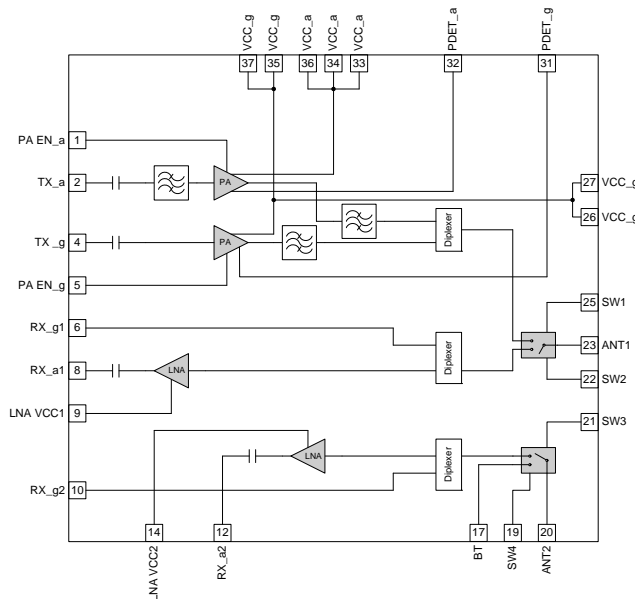 VCC_g
VCC_g
VCC_a
VCC_a
VCC_a
PDET_a
PDET_g
37
35
36
34
33
32
31
PA EN_a
1
TX_a
2
PA
27
VCC_g
26
VCC_g
TX_g
4
PA
Diplexer
PA EN_g
5
25
SW1
RX_g1
6
Diplexer
23
ANT1
RX_a1
8
LNA
22
SW2
LNA VCC1
9
21
SW3
LNA
Diplexer
RX_g2
10
14
12
17
19
20
LNA VCC2
RX_a2
BT
SW4
ANT2